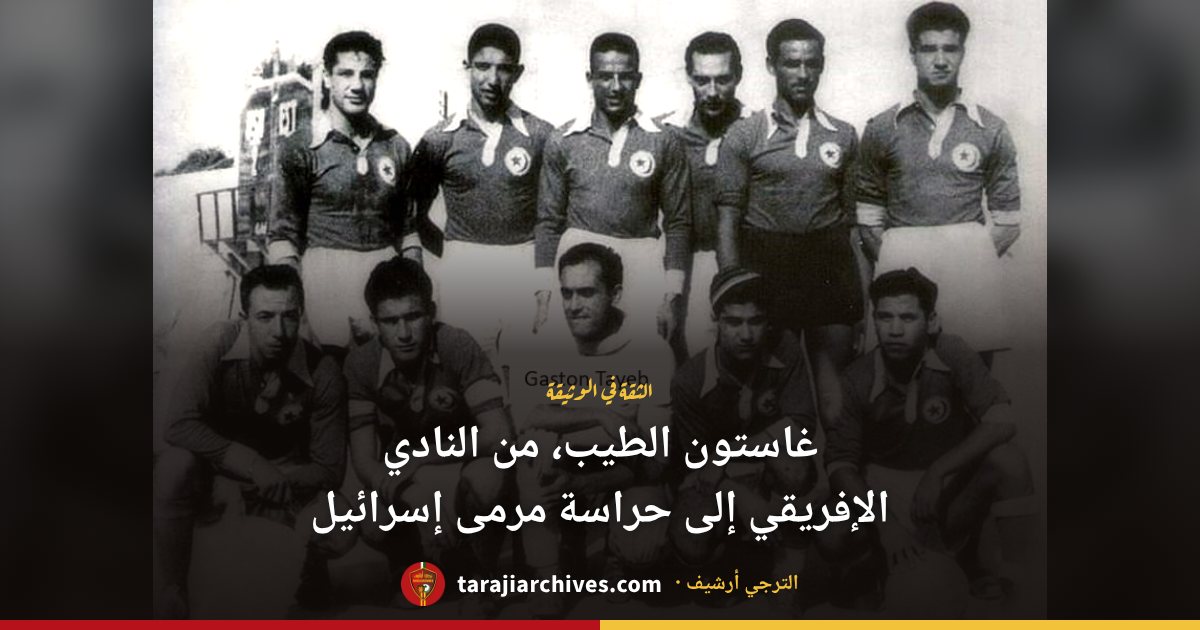 Gaston Tayeb
الثقة في الوثيقة
غاستون الطيب، من النادي
الإفريقي إلى حراسة مرمى إسرائيل
tarajiarchives.com · الترجي أرشيف